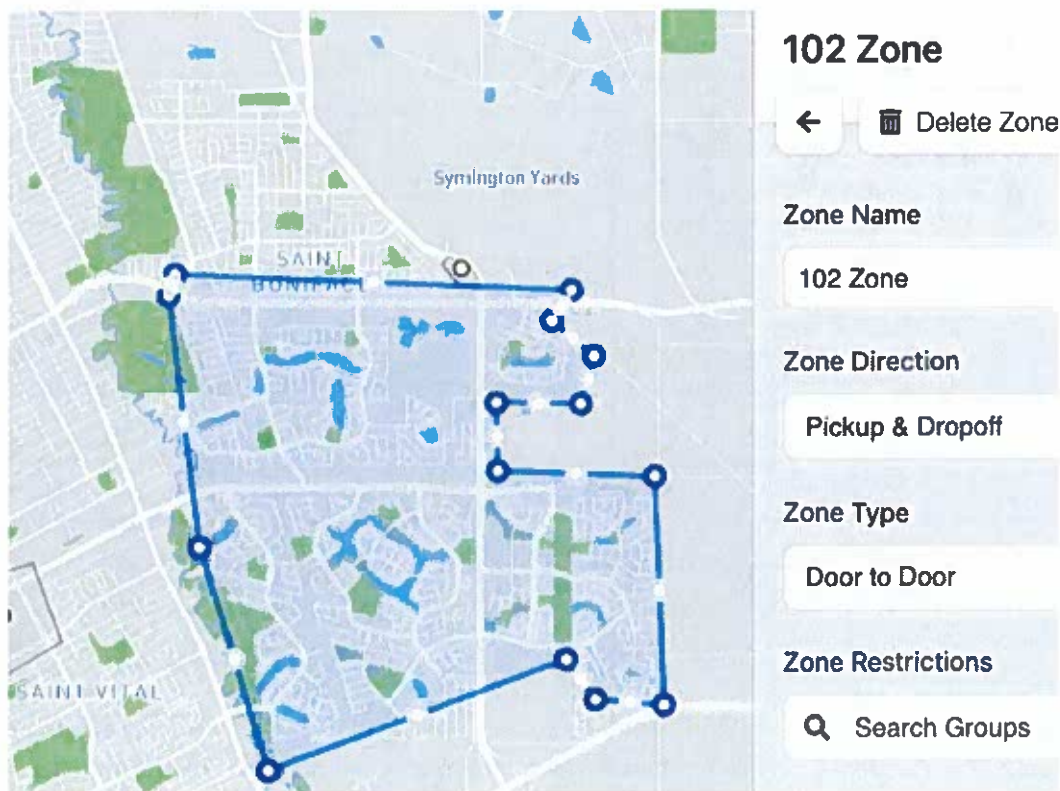 102 Zone
Delete Zone
Symington Yards
Zone Name
SAINT
BONIFACE
102 Zone
Zone Direction
Pickup & Dropoff
Zone Type
Door to Door
Zone Restrictions
SAINT VITAL
Search Groups